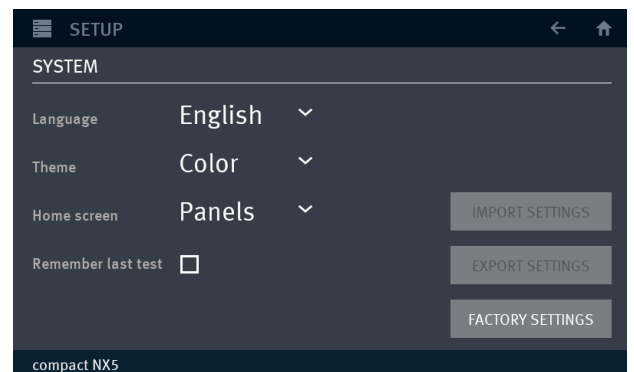 SETUP
SYSTEM
Language English
Theme Color
Home screen Panels
IMPORT SETTINGS
Remember last test
EXPORT SETTINGS
FACTORY SETTINGS
compact NX5